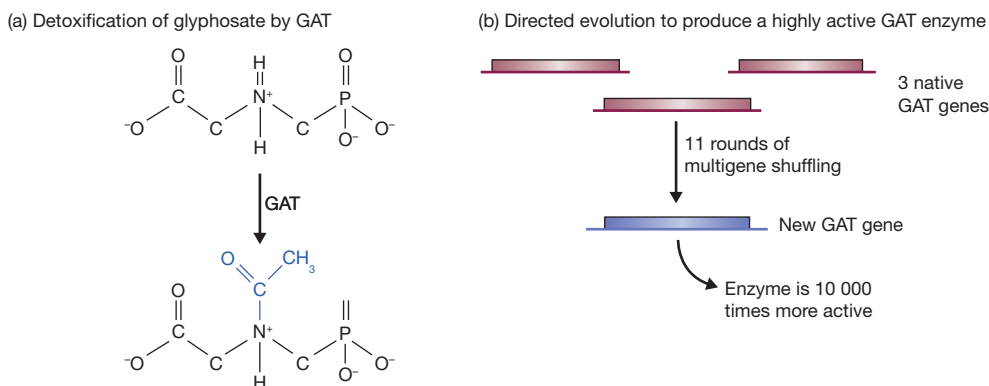 (a) Detoxification of glyphosate by GAT
O H O
C N⁺ P
⁻O C C O⁻
H O⁻
GAT
O CH₃
C
O
C N⁺ P
⁻O C C O⁻
H O⁻
(b) Directed evolution to produce a highly active GAT enzyme
3 native
GAT genes
11 rounds of
multigene shuffling
New GAT gene
Enzyme is 10 000
times more active